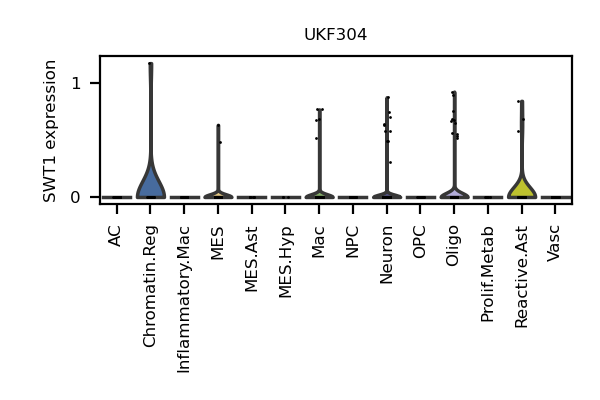 UKF304
SWT1 expression
1
0
AC
Chromatin.Reg
Inflammatory.Mac
MES
MES.Ast
MES.Hyp
Mac
NPC
Neuron
OPC
Oligo
Prolif.Metab
Reactive.Ast
Vasc